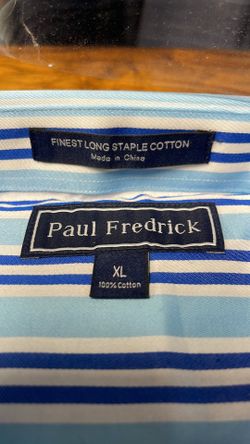 FINEST LONG STAPLE COTTON
Made in China
Paul Fredrick
XL
100% Cotton